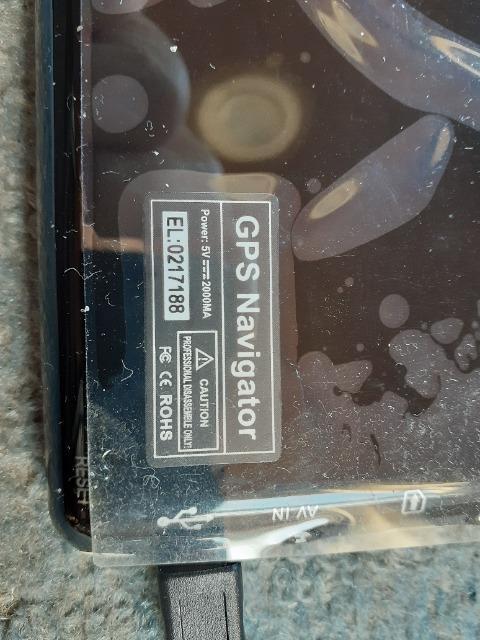 GPS Navigator
Power: 5V 2000MA
EL:0217188
CAUTION
PROFESSIONAL DISASSEMBLE ONLY!
FC CE ROHS
RESET
AV IN